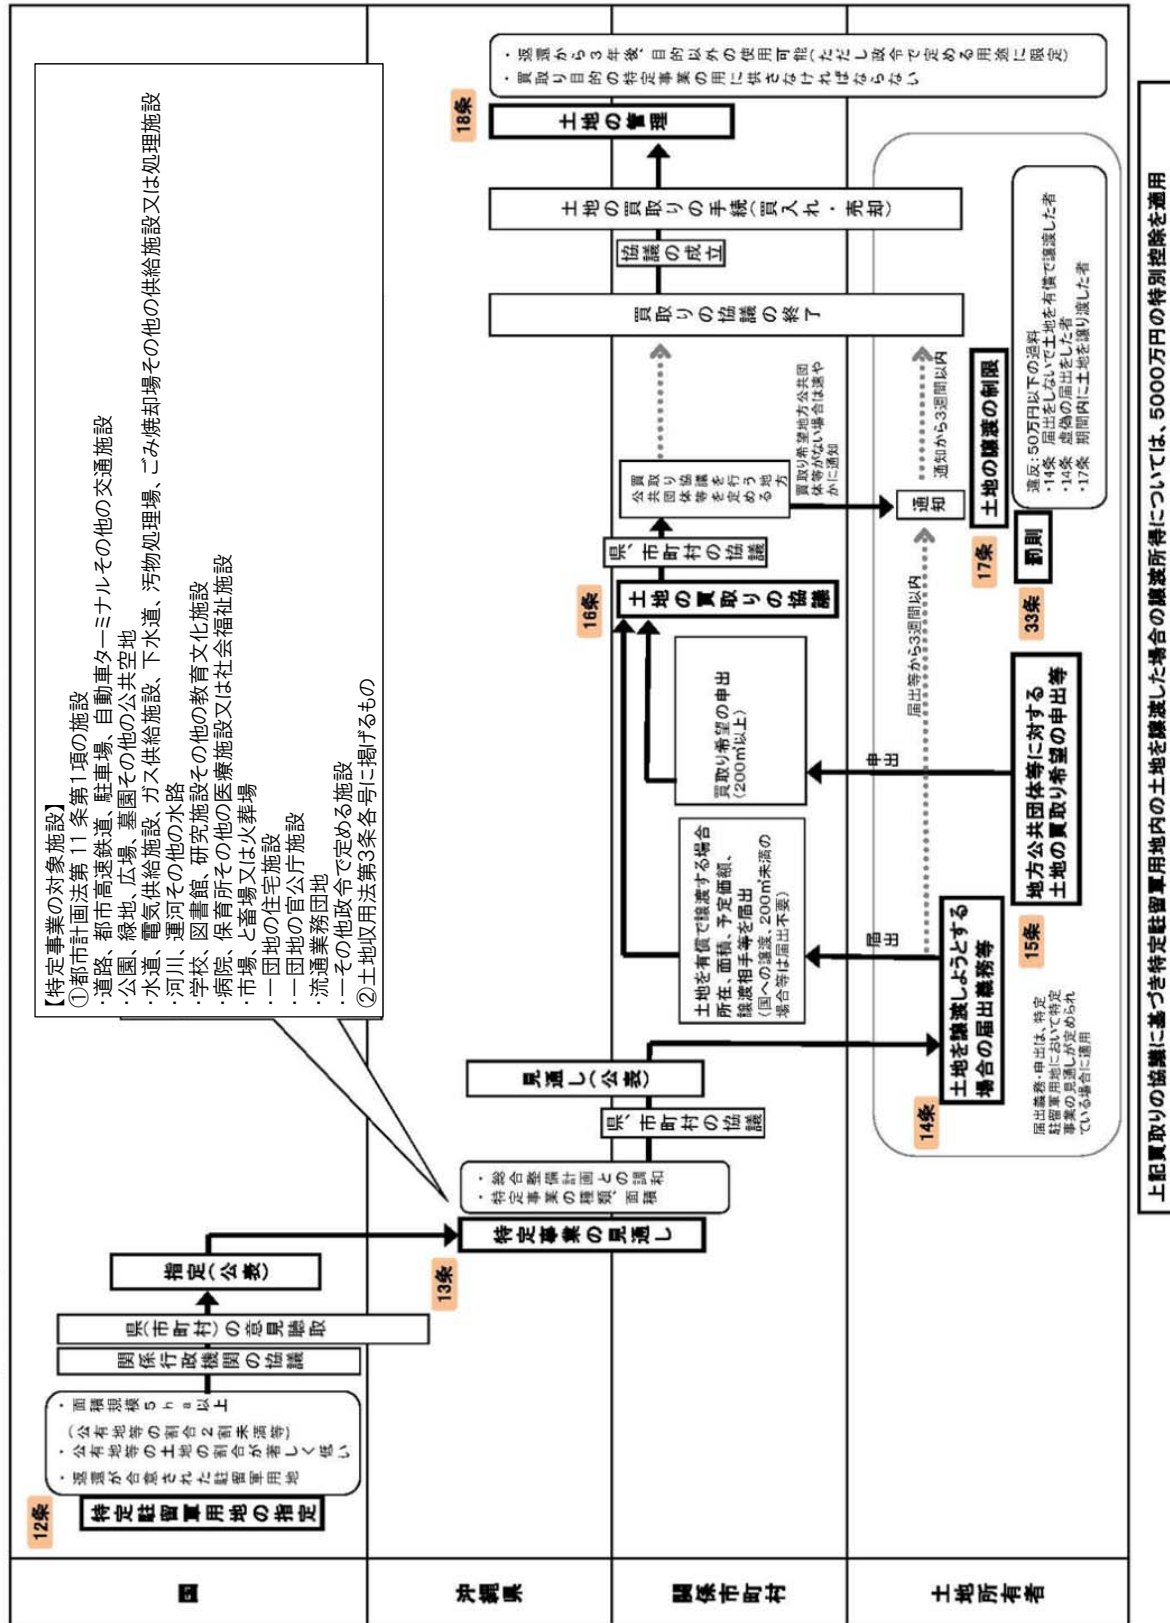 国
沖縄県
関係市町村
土地所有者
12条
特定駐留軍用地の指定
・返還が合意された駐留軍用地
・公有地等の土地の割合が著しく低い
(公有地等の割合2割未満等)
・面積規模5ha以上
関係行政機関の協議
県(市町村)の意見聴取
指定(公表)
【特定事業の対象施設】
①都市計画法第11条第1項の施設
・道路、都市高速鉄道、駐車場、自動車ターミナルその他の交通施設
・公園、緑地、広場、墓園その他の公共空地
・水道、電気供給施設、ガス供給施設、下水道、汚物処理場、ごみ焼却場その他の供給施設又は処理施設
・河川、運河その他の水路
・学校、図書館、研究施設その他の教育文化施設
・病院、保育所その他の医療施設又は社会福祉施設
・市場、と畜場又は火葬場
・一団地の住宅施設
・一団地の官公庁施設
・流通業務団地
・その他政令で定める施設
②土地収用法第3条各号に掲げるもの
13条
特定事業の見通し
・特定事業の種類、面積
・総合整備計画との調和
県、市町村の協議
見通し(公表)
14条
土地を譲渡しようとする
場合の届出義務等
届出義務・申出は、特定
駐留軍用地において特定
事業の見通しが定められ
ている場合に適用
届出
土地を有償で譲渡する場合
所在、面積、予定価額、
譲渡相手等を届出
(国への譲渡、200㎡未満の
場合等は届出不要)
15条
地方公共団体等に対する
土地の買取り希望の申出等
申出
買取り希望の申出
(200㎡以上)
届出等から3週間以内
16条
土地の買取りの協議
県、市町村の協議
買取り協議を行う地方
公共団体等を定める
買取り希望地方公共団
体等がない場合は速や
かに通知
通知
通知から3週間以内
17条
土地の譲渡の制限
33条
罰則
違反:50万円以下の過料
・14条 届出をしないで土地を有償で譲渡した者
・14条 虚偽の届出をした者
・17条 期間内に土地を譲り渡した者
買取りの協議の終了
協議の成立
土地の買取りの手続(買入れ・売却)
18条
土地の管理
・買取り目的の特定事業の用に供さなければならない
・返還から3年後、目的以外の使用可能(ただし政令で定める用途に限定)
上記買取りの協議に基づき特定駐留軍用地内の土地を譲渡した場合の譲渡所得については、5000万円の特別控除を適用